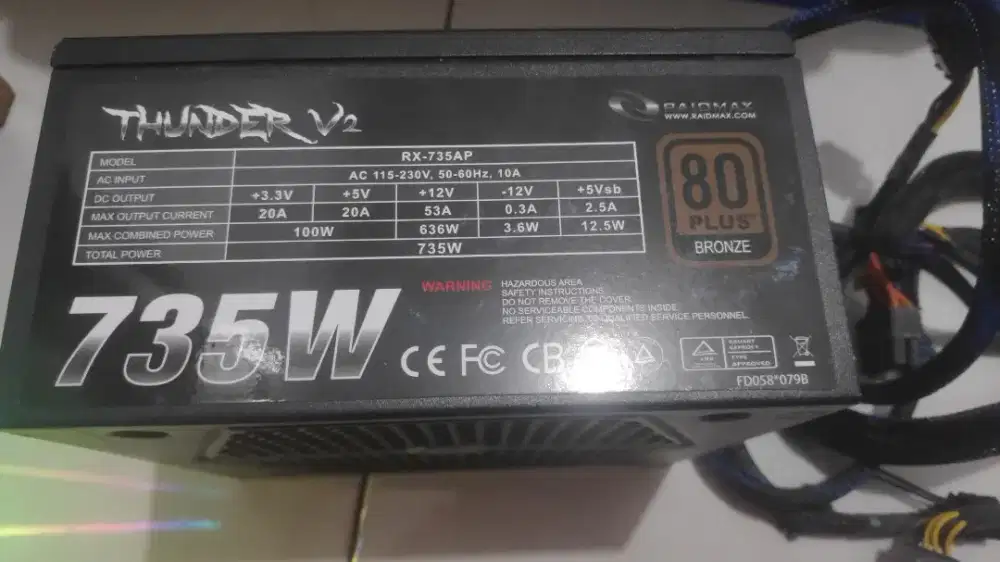 THUNDER V2
RAIDMAX
WWW.RAIDMAX.COM
MODEL RX-735AP
AC INPUT AC 115-230V, 50-60Hz, 10A
DC OUTPUT +3.3V +5V +12V -12V +5Vsb
MAX OUTPUT CURRENT 20A 20A 53A 0.3A 2.5A
MAX COMBINED POWER 100W 636W 3.6W 12.5W
TOTAL POWER 735W
80
PLUS
BRONZE
735W
WARNING HAZARDOUS AREA
SAFETY INSTRUCTIONS
DO NOT REMOVE THE COVER.
NO SERVICEABLE COMPONENTS INSIDE.
REFER SERVICING TO QUALIFIED SERVICE PERSONNEL.
CE FC CB
TYPE
APPROVED
FD058*079B